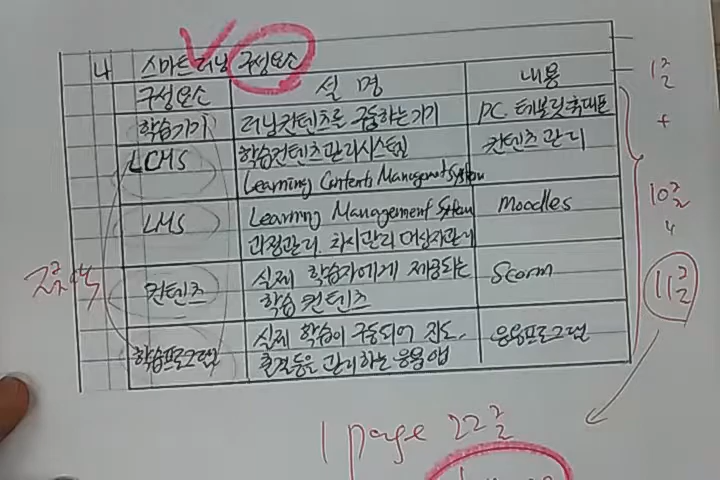 나 스마트러닝 구성요소
구성요소 설 명 내용
학습기기 러닝컨텐츠를 구동하는기기 PC. 테블릿, 휴대폰
LCMS 학습컨텐츠관리시스템 컨텐츠 관리
Learning Contents Management System
LMS Learning Management System Moodles
과정관리. 차시관리 대상자관리
컨텐츠 실제 학습자에게 제공되는 Scorm
학습 컨텐츠
학습프로그램 실제 학습이 구동되어 진도, 응용프로그램
출결등을 관리하는 응용앱
1줄
+
10줄
11줄
1 page 22줄